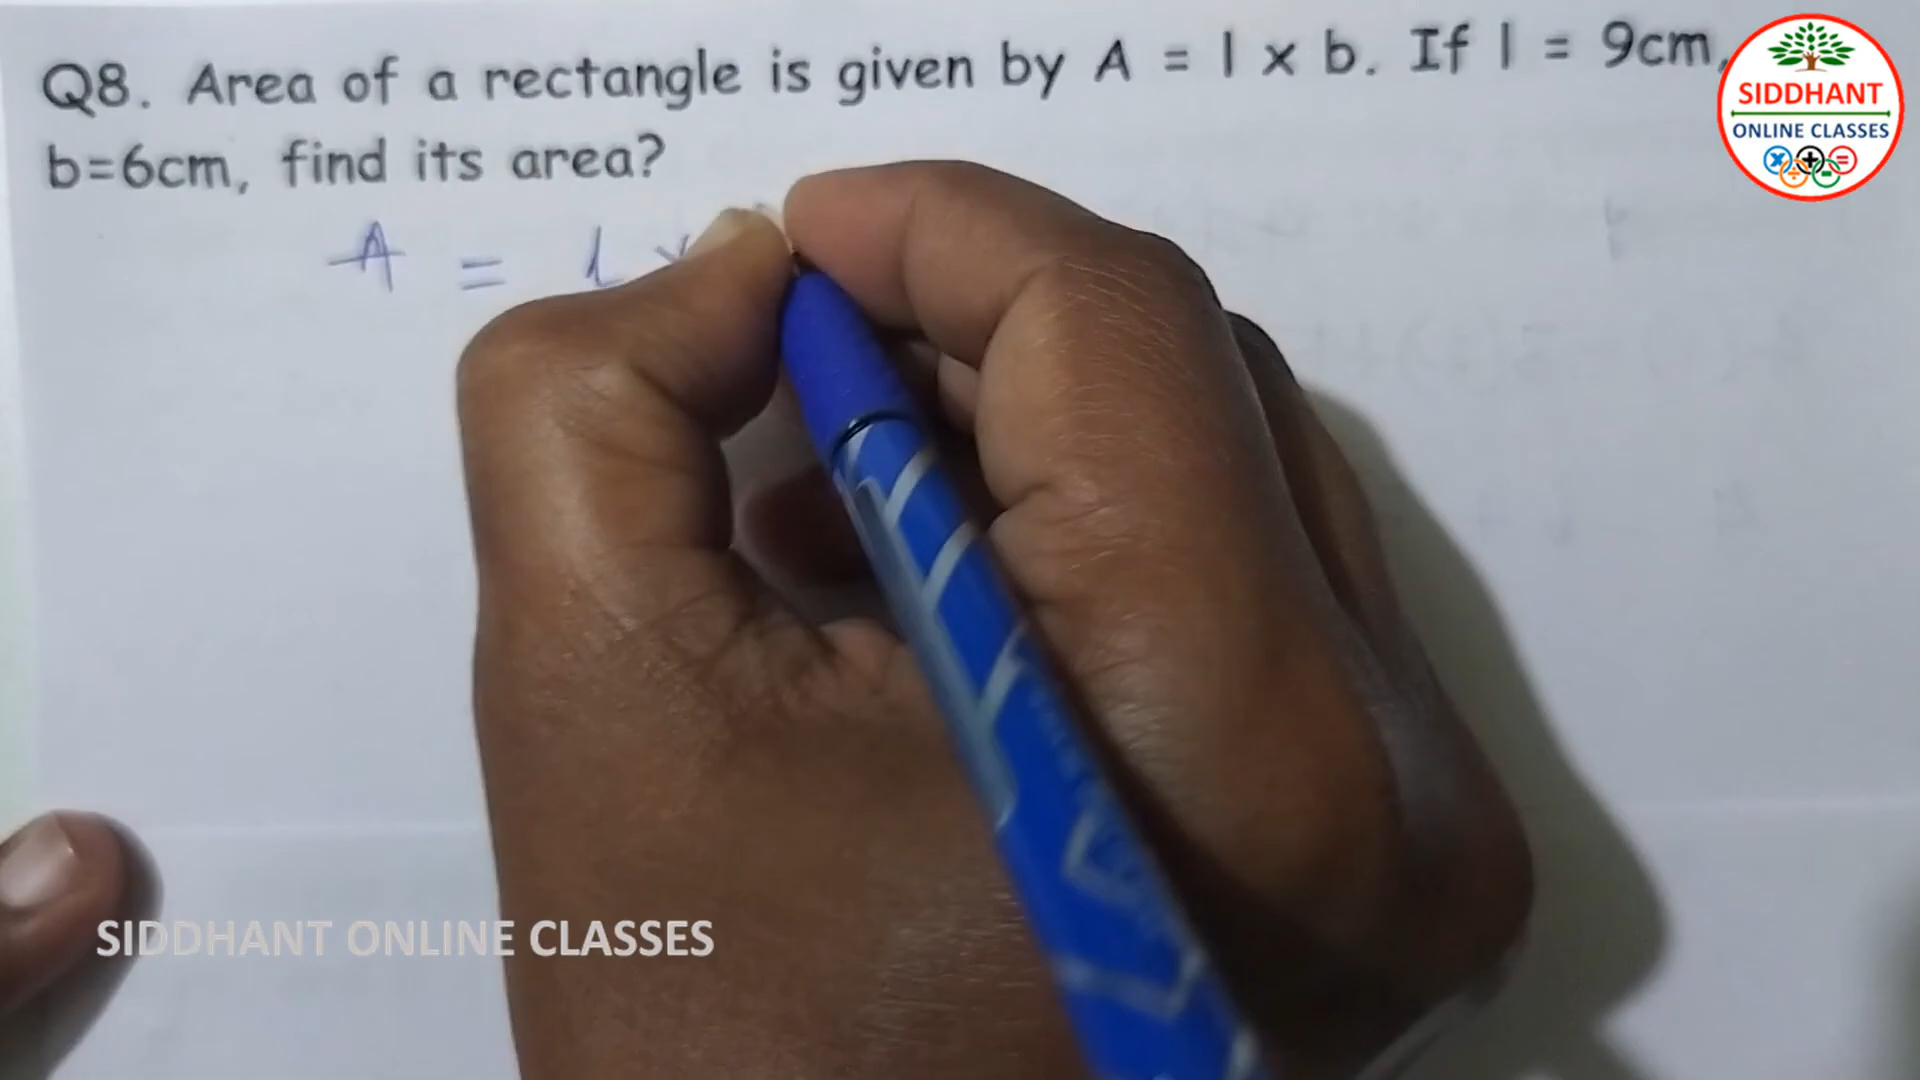 Q8. Area of a rectangle is given by A = l x b. If l = 9cm,
b=6cm, find its area?
A = l ×
SIDDHANT
ONLINE CLASSES
SIDDHANT ONLINE CLASSES